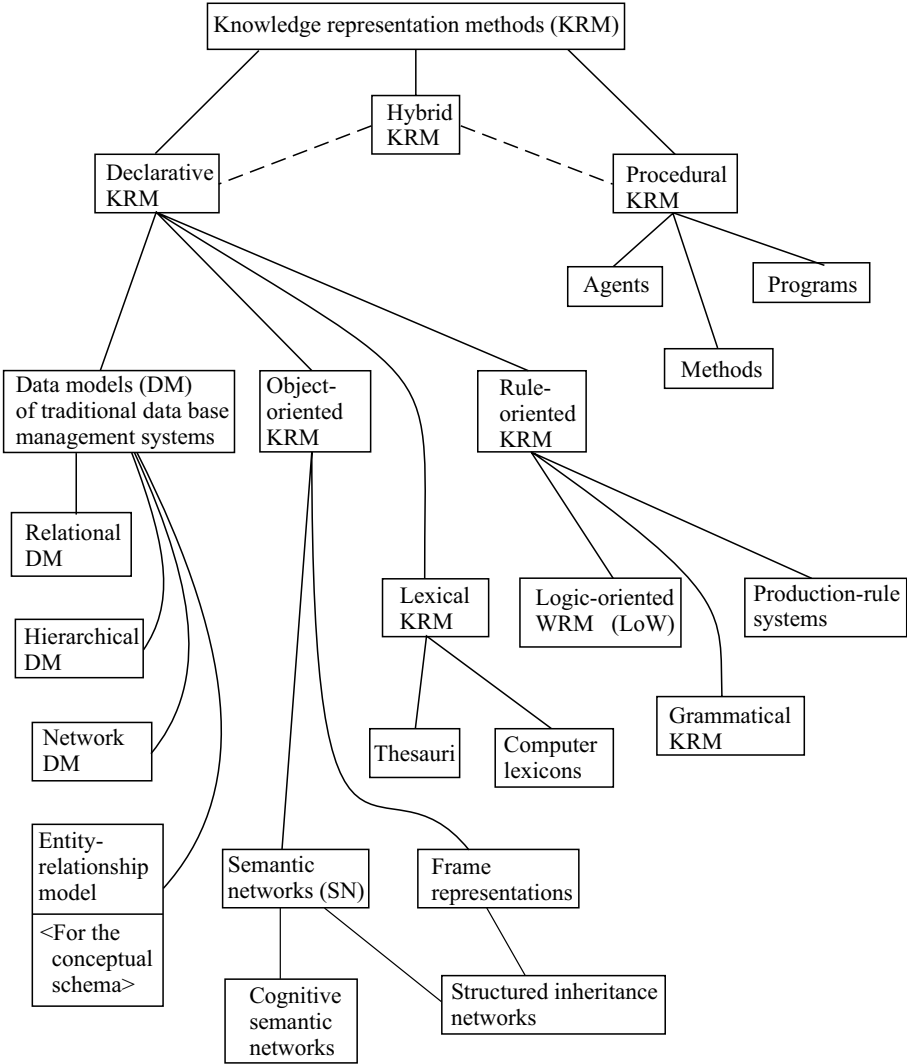 Knowledge representation methods (KRM)
Hybrid
KRM
Declarative
KRM
Procedural
KRM
Agents
Programs
Methods
Data models (DM)
of traditional data base
management systems
Object-
oriented
KRM
Rule-
oriented
KRM
Relational
DM
Hierarchical
DM
Network
DM
Entity-
relationship
model
<For the
conceptual
schema>
Lexical
KRM
Logic-oriented
WRM (LoW)
Production-rule
systems
Grammatical
KRM
Thesauri
Computer
lexicons
Semantic
networks (SN)
Frame
representations
Cognitive
semantic
networks
Structured inheritance
networks